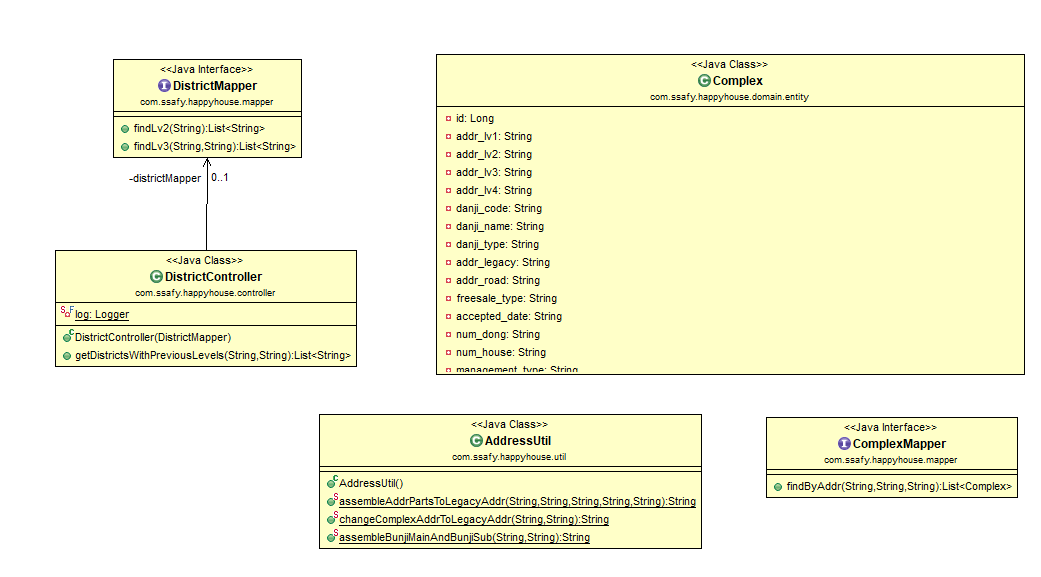 <<Java Interface>>
DistrictMapper
com.ssafy.happyhouse.mapper
findLv2(String):List<String>
findLv3(String,String):List<String>
-districtMapper 0..1
<<Java Class>>
DistrictController
com.ssafy.happyhouse.controller
log: Logger
DistrictController(DistrictMapper)
getDistrictsWithPreviousLevels(String,String):List<String>
<<Java Class>>
Complex
com.ssafy.happyhouse.domain.entity
id: Long
addr_lv1: String
addr_lv2: String
addr_lv3: String
addr_lv4: String
danji_code: String
danji_name: String
danji_type: String
addr_legacy: String
addr_road: String
freesale_type: String
accepted_date: String
num_dong: String
num_house: String
management_type: String
<<Java Class>>
AddressUtil
com.ssafy.happyhouse.util
AddressUtil()
assembleAddrPartsToLegacyAddr(String,String,String,String,String):String
changeComplexAddrToLegacyAddr(String,String):String
assembleBunjiMainAndBunjiSub(String,String):String
<<Java Interface>>
ComplexMapper
com.ssafy.happyhouse.mapper
findByAddr(String,String,String):List<Complex>